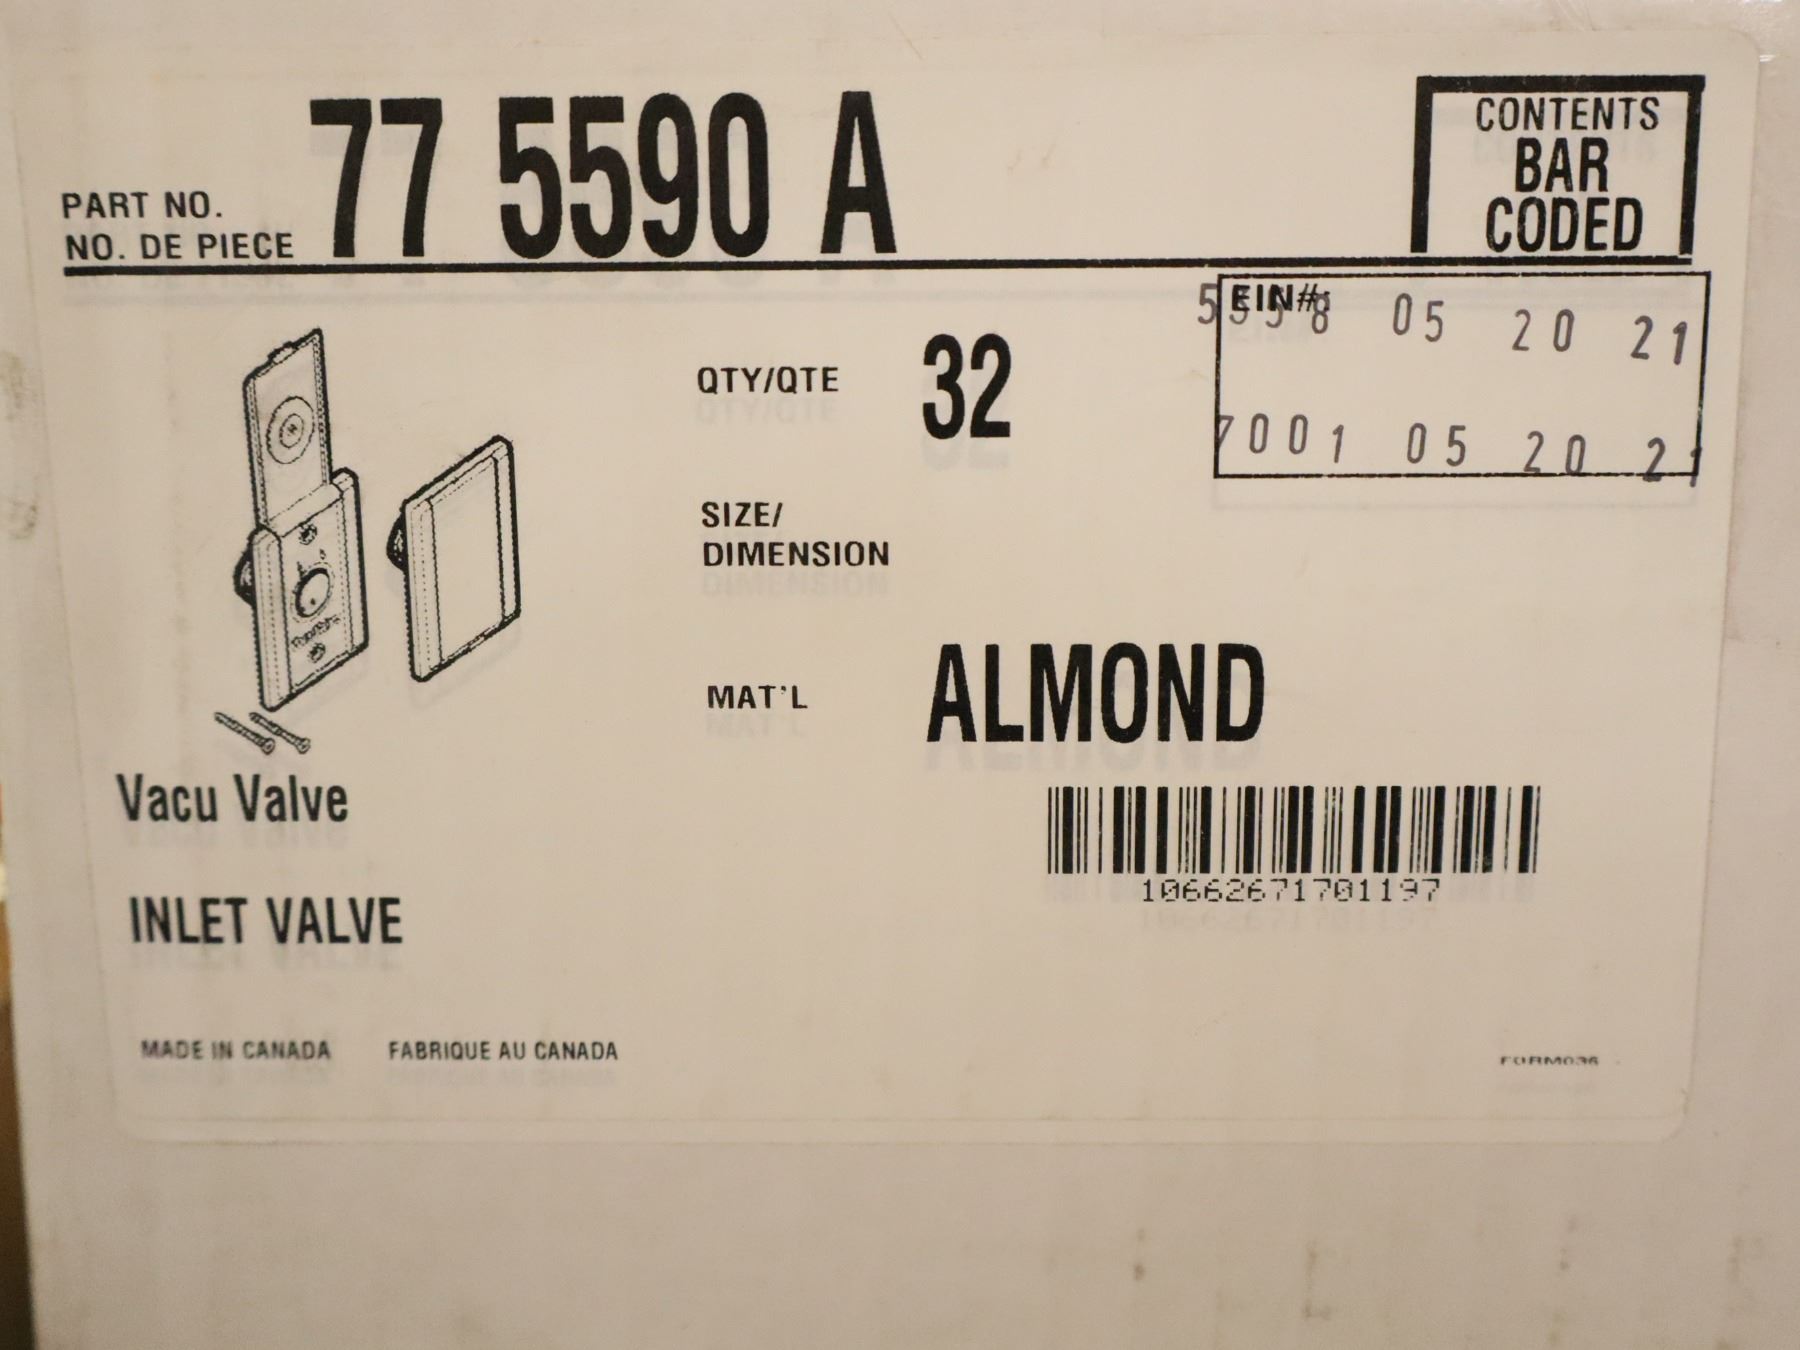 PART NO.
NO. DE PIECE
77 5590 A
CONTENTS
BAR
CODED
EIN#:
05 20 21
7001 05 20 21
QTY/QTE 32
SIZE/
DIMENSION
MAT'L ALMOND
Vacu Valve
INLET VALVE
10662671701197
MADE IN CANADA FABRIQUE AU CANADA
FORM036